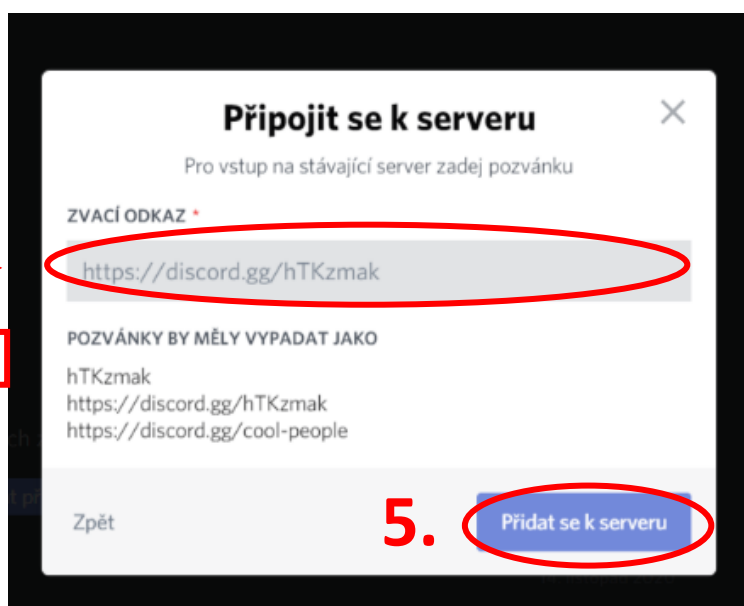 Připojit se k serveru
Pro vstup na stávající server zadej pozvánku
ZVACÍ ODKAZ *
https://discord.gg/hTKzmak
POZVÁNKY BY MĚLY VYPADAT JAKO
hTKzmak
https://discord.gg/hTKzmak
https://discord.gg/cool-people
Zpět
5.
Přidat se k serveru